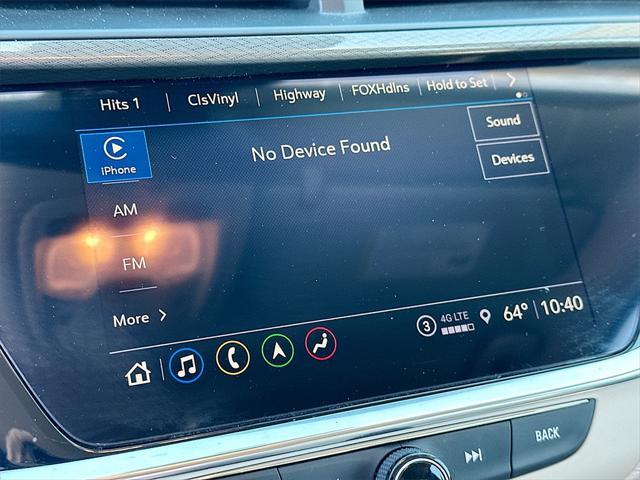 Hits 1 ClsVinyl Highway FOXHdlns Hold to Set
iPhone
No Device Found
Sound
Devices
AM
FM
More
3 4G LTE 64° 10:40
BACK